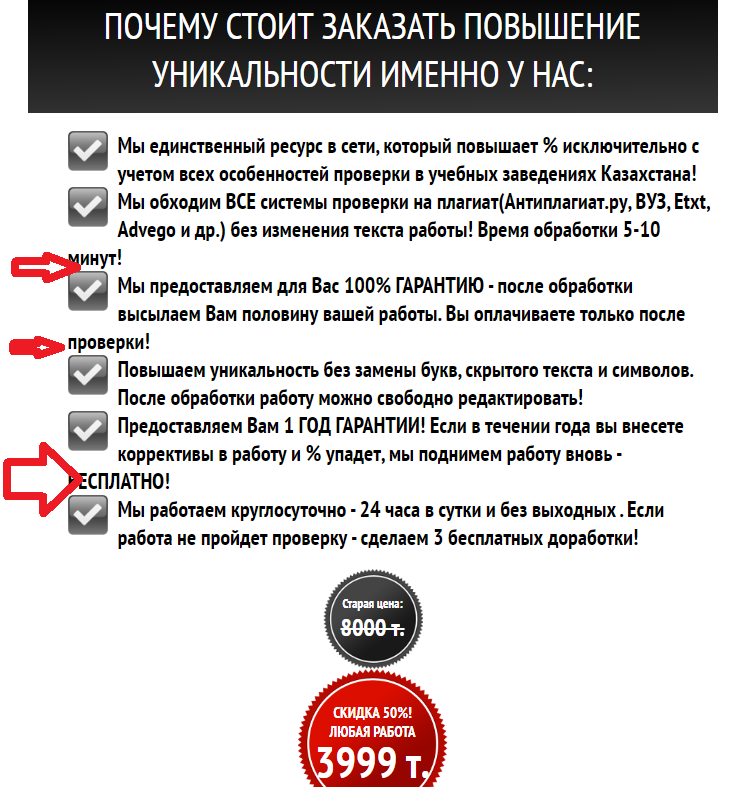 ПОЧЕМУ СТОИТ ЗАКАЗАТЬ ПОВЫШЕНИЕ
УНИКАЛЬНОСТИ ИМЕННО У НАС:
Мы единственный ресурс в сети, который повышает % исключительно с
учетом всех особенностей проверки в учебных заведениях Казахстана!
Мы обходим ВСЕ системы проверки на плагиат(Антиплагиат.ру, ВУЗ, Etxt,
Advego и др.) без изменения текста работы! Время обработки 5-10
минут!
Мы предоставляем для Вас 100% ГАРАНТИЮ - после обработки
высылаем Вам половину вашей работы. Вы оплачиваете только после
проверки!
Повышаем уникальность без замены букв, скрытого текста и символов.
После обработки работу можно свободно редактировать!
Предоставляем Вам 1 ГОД ГАРАНТИИ! Если в течении года вы внесете
коррективы в работу и % упадет, мы поднимем работу вновь -
БЕСПЛАТНО!
Мы работаем круглосуточно - 24 часа в сутки и без выходных . Если
работа не пройдет проверку - сделаем 3 бесплатных доработки!
Старая цена:
8000 т.
СКИДКА 50%!
ЛЮБАЯ РАБОТА
3999 т.